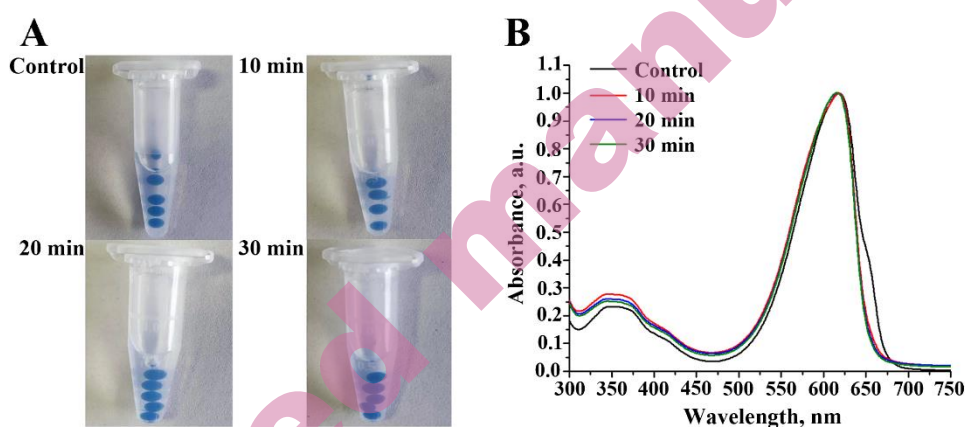 A
Control
10 min
20 min
30 min
B
Control
10 min
20 min
30 min
Absorbance, a.u.
1.1
1.0
0.9
0.8
0.7
0.6
0.5
0.4
0.3
0.2
0.1
0.0
300 350 400 450 500 550 600 650 700 750
Wavelength, nm
ed manu